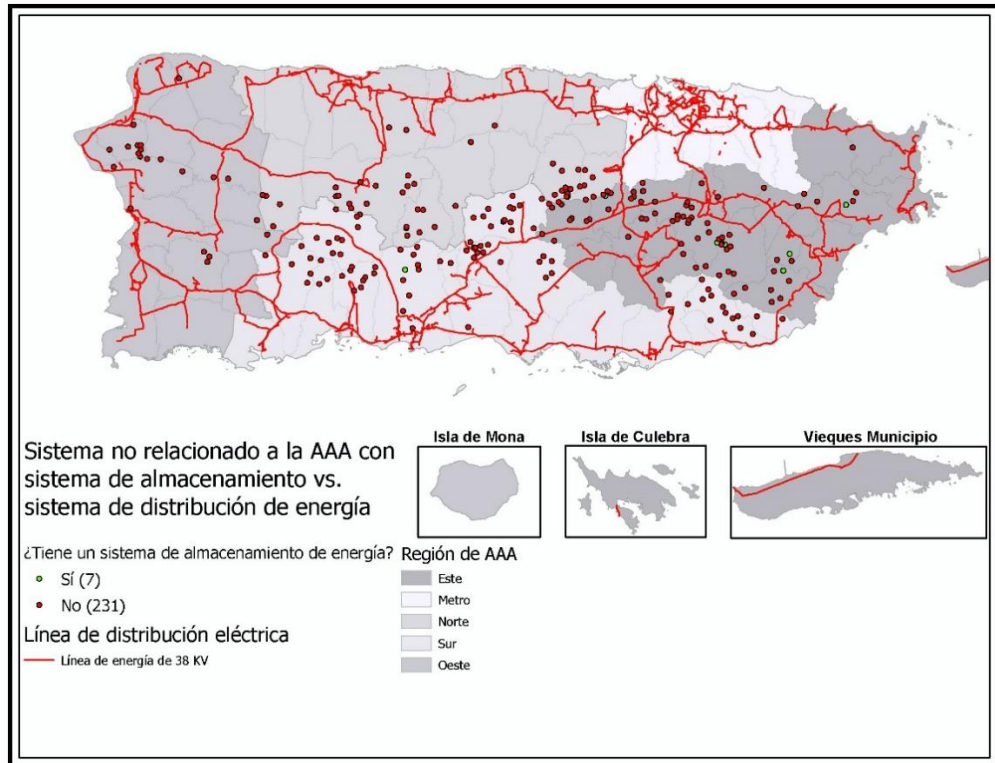 Isla de Mona
Isla de Culebra
Vieques Municipio
Sistema no relacionado a la AAA con
sistema de almacenamiento vs.
sistema de distribución de energía
¿Tiene un sistema de almacenamiento de energía?
Sí (7)
No (231)
Línea de distribución eléctrica
Línea de energía de 38 KV
Región de AAA
Este
Metro
Norte
Sur
Oeste